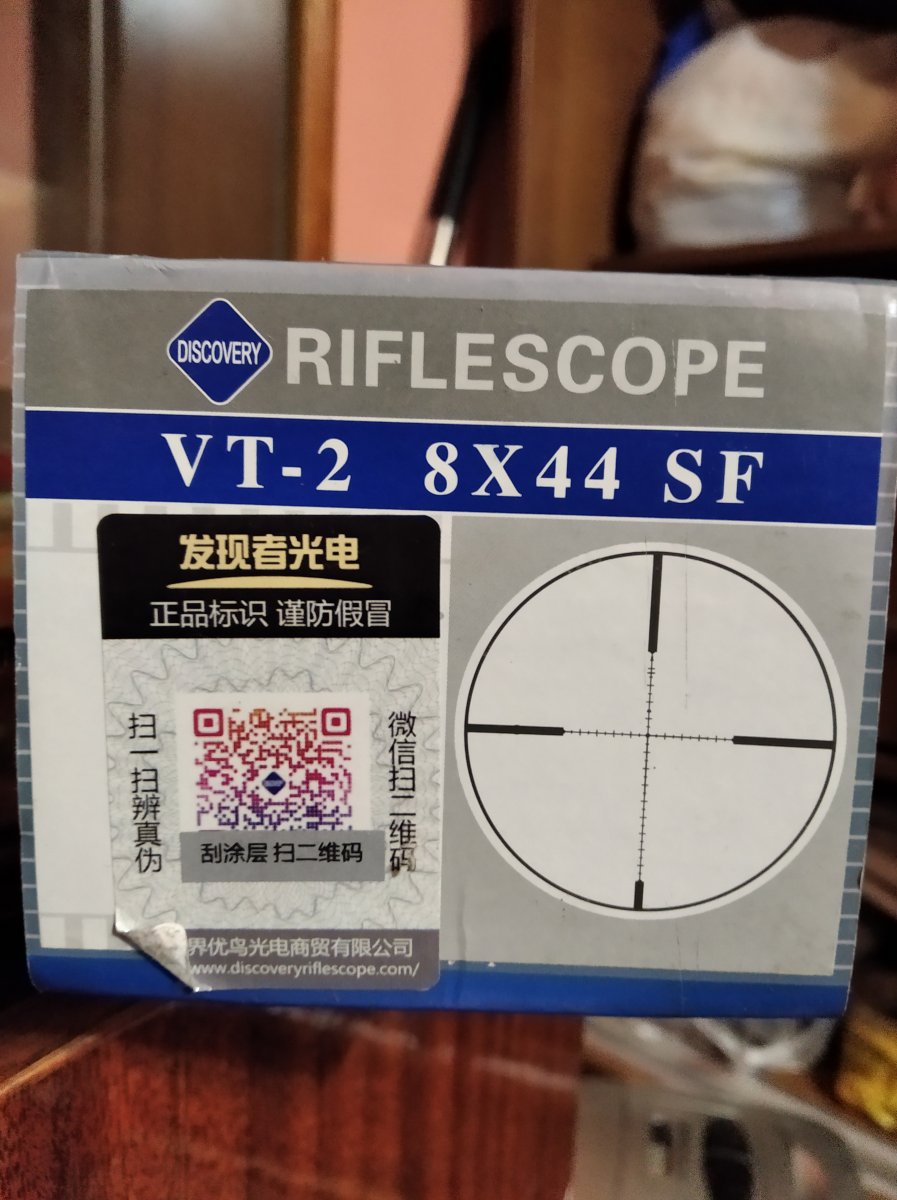 DISCOVERY RIFLESCOPE
VT-2 8X44 SF
发现者光电
正品标识 谨防假冒
扫一扫辨真伪
微信扫二维码
刮涂层 扫二维码
界优鸟光电商贸有限公司
www.discoveryriflescope.com/